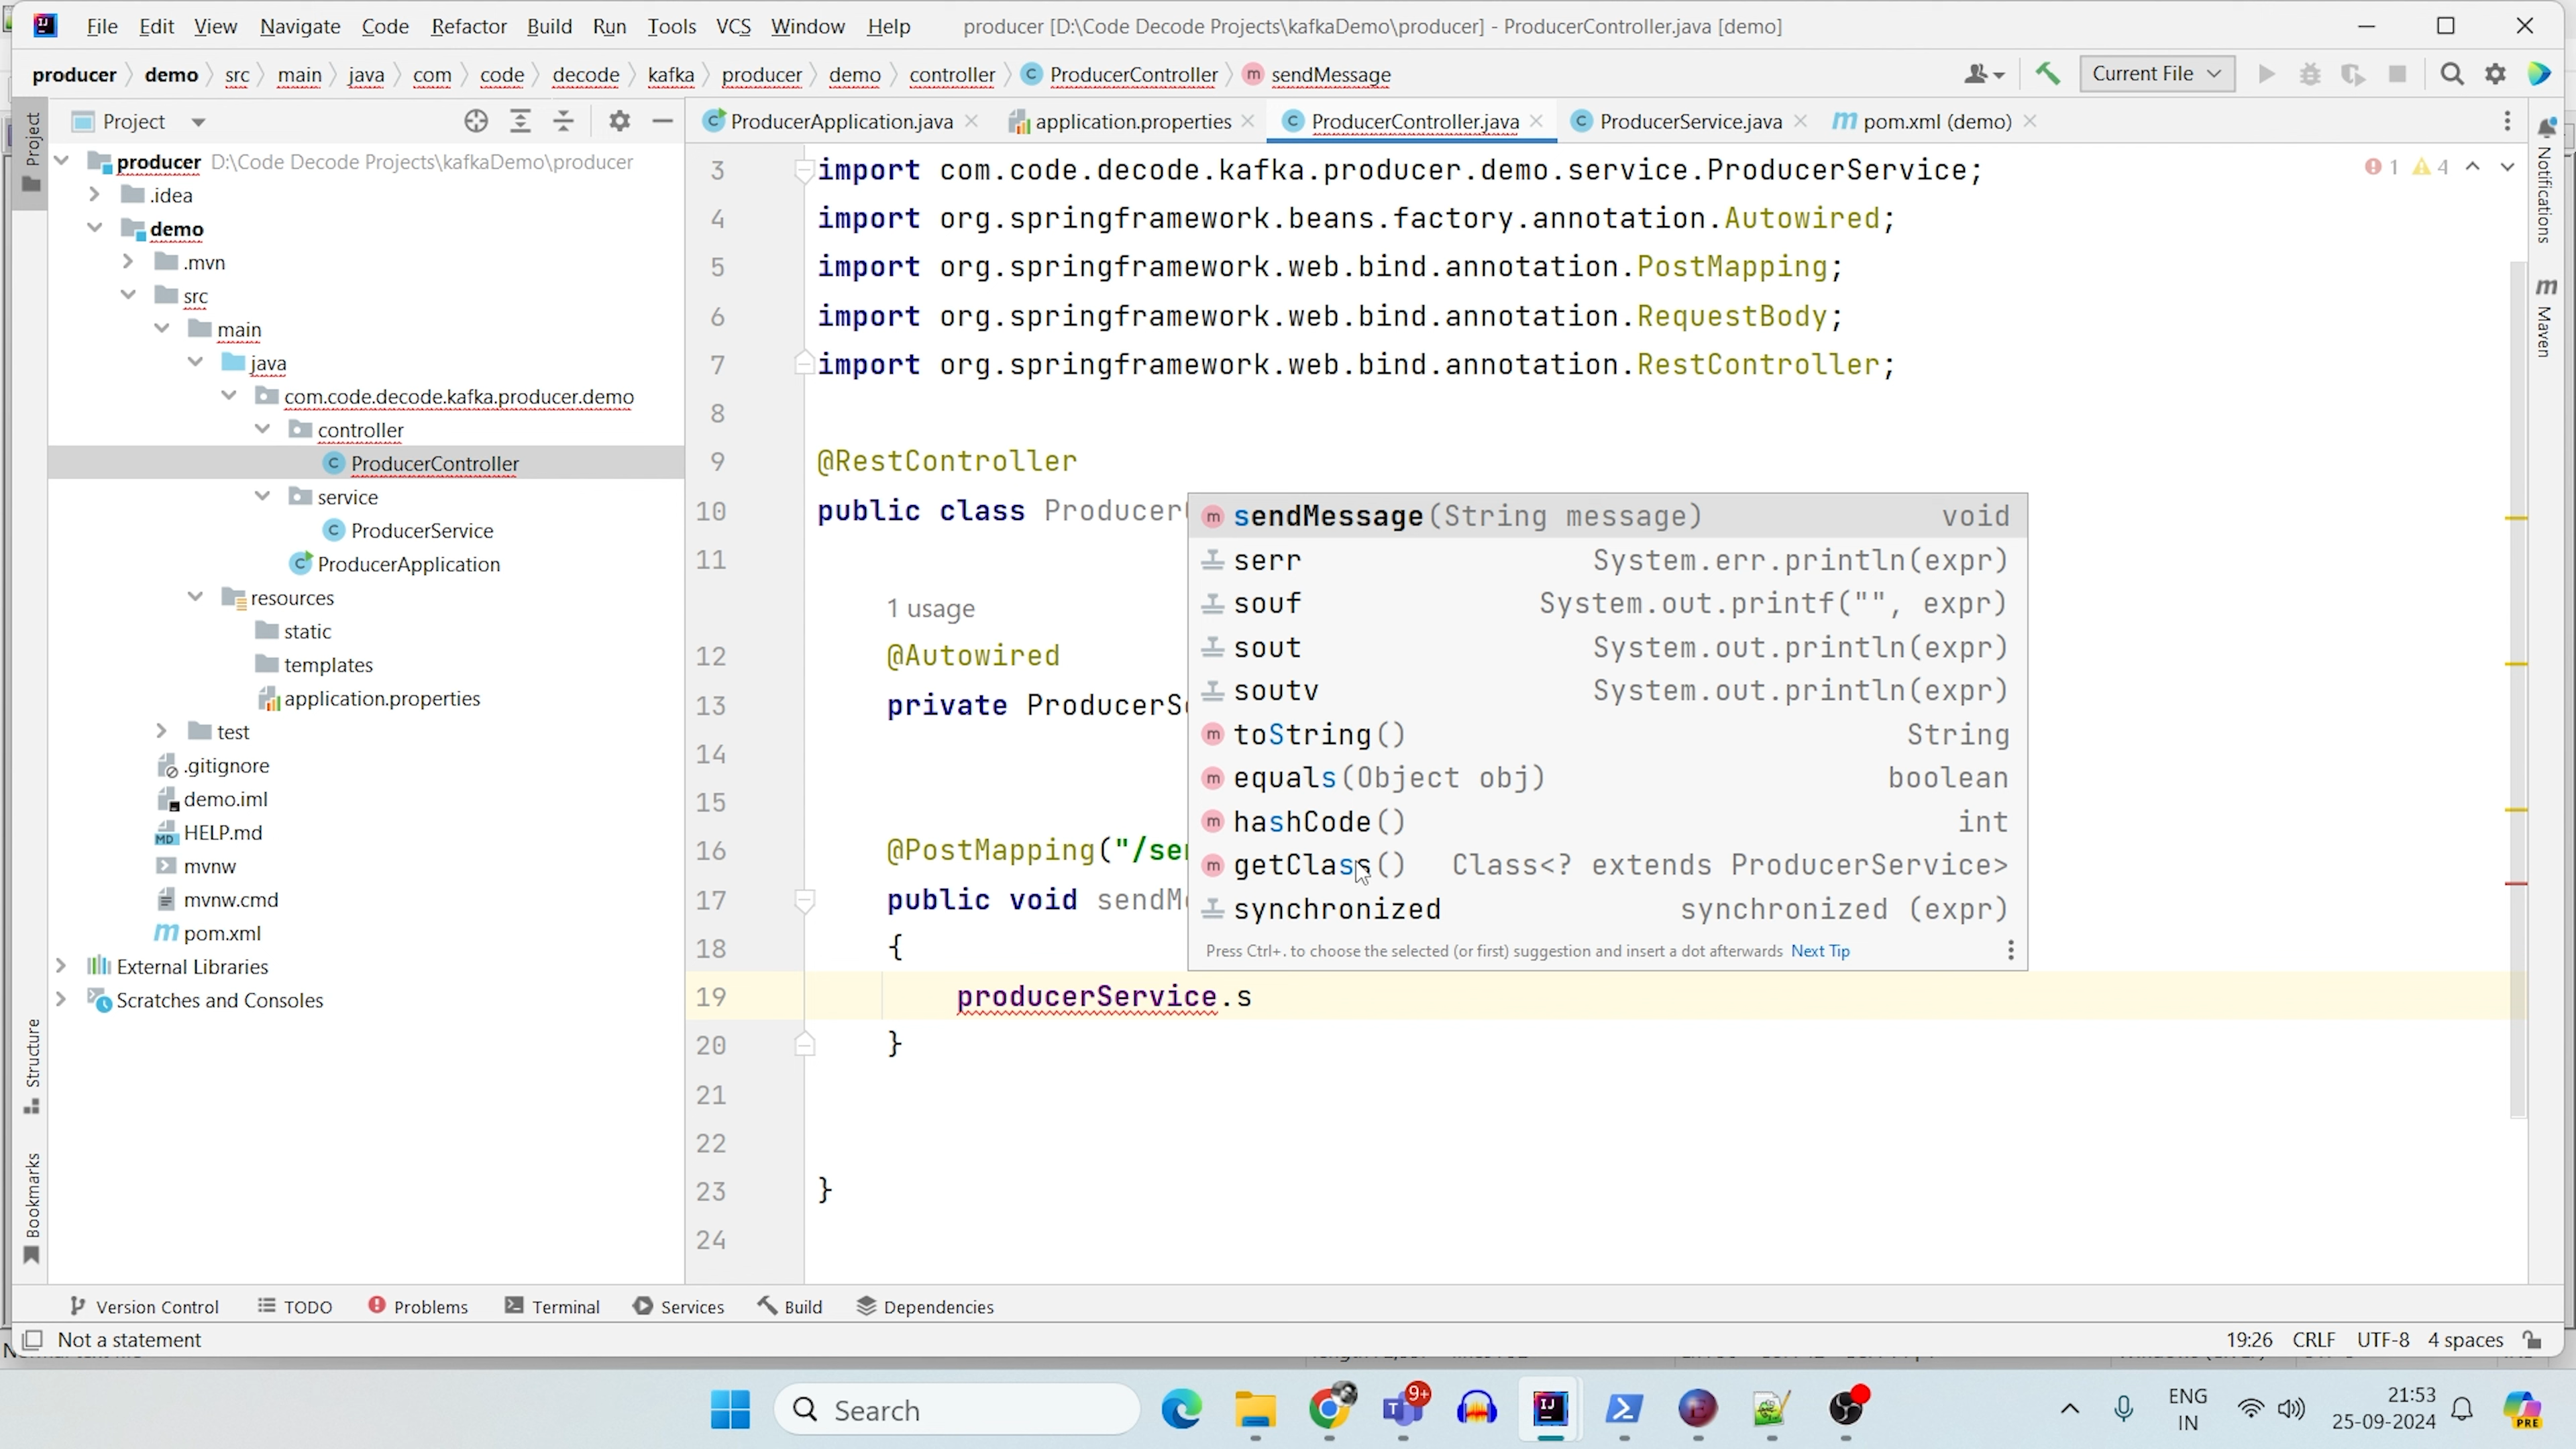 File Edit View Navigate Code Refactor Build Run Tools VCS Window Help producer [D:\Code Decode Projects\kafkaDemo\producer] - ProducerController.java [demo]
producer demo src main java com code decode kafka producer demo controller ProducerController sendMessage Current File
Project
ProducerApplication.java application.properties ProducerController.java ProducerService.java pom.xml (demo)
Project
producer D:\Code Decode Projects\kafkaDemo\producer
.idea
demo
.mvn
src
main
java
com.code.decode.kafka.producer.demo
controller
ProducerController
service
ProducerService
ProducerApplication
resources
static
templates
application.properties
test
.gitignore
demo.iml
HELP.md
mvnw
mvnw.cmd
pom.xml
External Libraries
Scratches and Consoles
Structure
Bookmarks
1 4
3 import com.code.decode.kafka.producer.demo.service.ProducerService;
4 import org.springframework.beans.factory.annotation.Autowired;
5 import org.springframework.web.bind.annotation.PostMapping;
6 import org.springframework.web.bind.annotation.RequestBody;
7 import org.springframework.web.bind.annotation.RestController;
8
9 @RestController
10 public class Producer
11
1 usage
12 @Autowired
13 private ProducerS
14
15
16 @PostMapping("/se
17 public void sendM
18 {
19 producerService.s
20 }
21
22
23 }
24
sendMessage(String message) void
serr System.err.println(expr)
souf System.out.printf("", expr)
sout System.out.println(expr)
soutv System.out.println(expr)
toString() String
equals(Object obj) boolean
hashCode() int
getClass() Class<? extends ProducerService>
synchronized synchronized (expr)
Press Ctrl+. to choose the selected (or first) suggestion and insert a dot afterwards Next Tip
Notifications
Maven
Version Control TODO Problems Terminal Services Build Dependencies
Not a statement 19:26 CRLF UTF-8 4 spaces
Search
9+
ENG
IN
21:53
25-09-2024
PRE